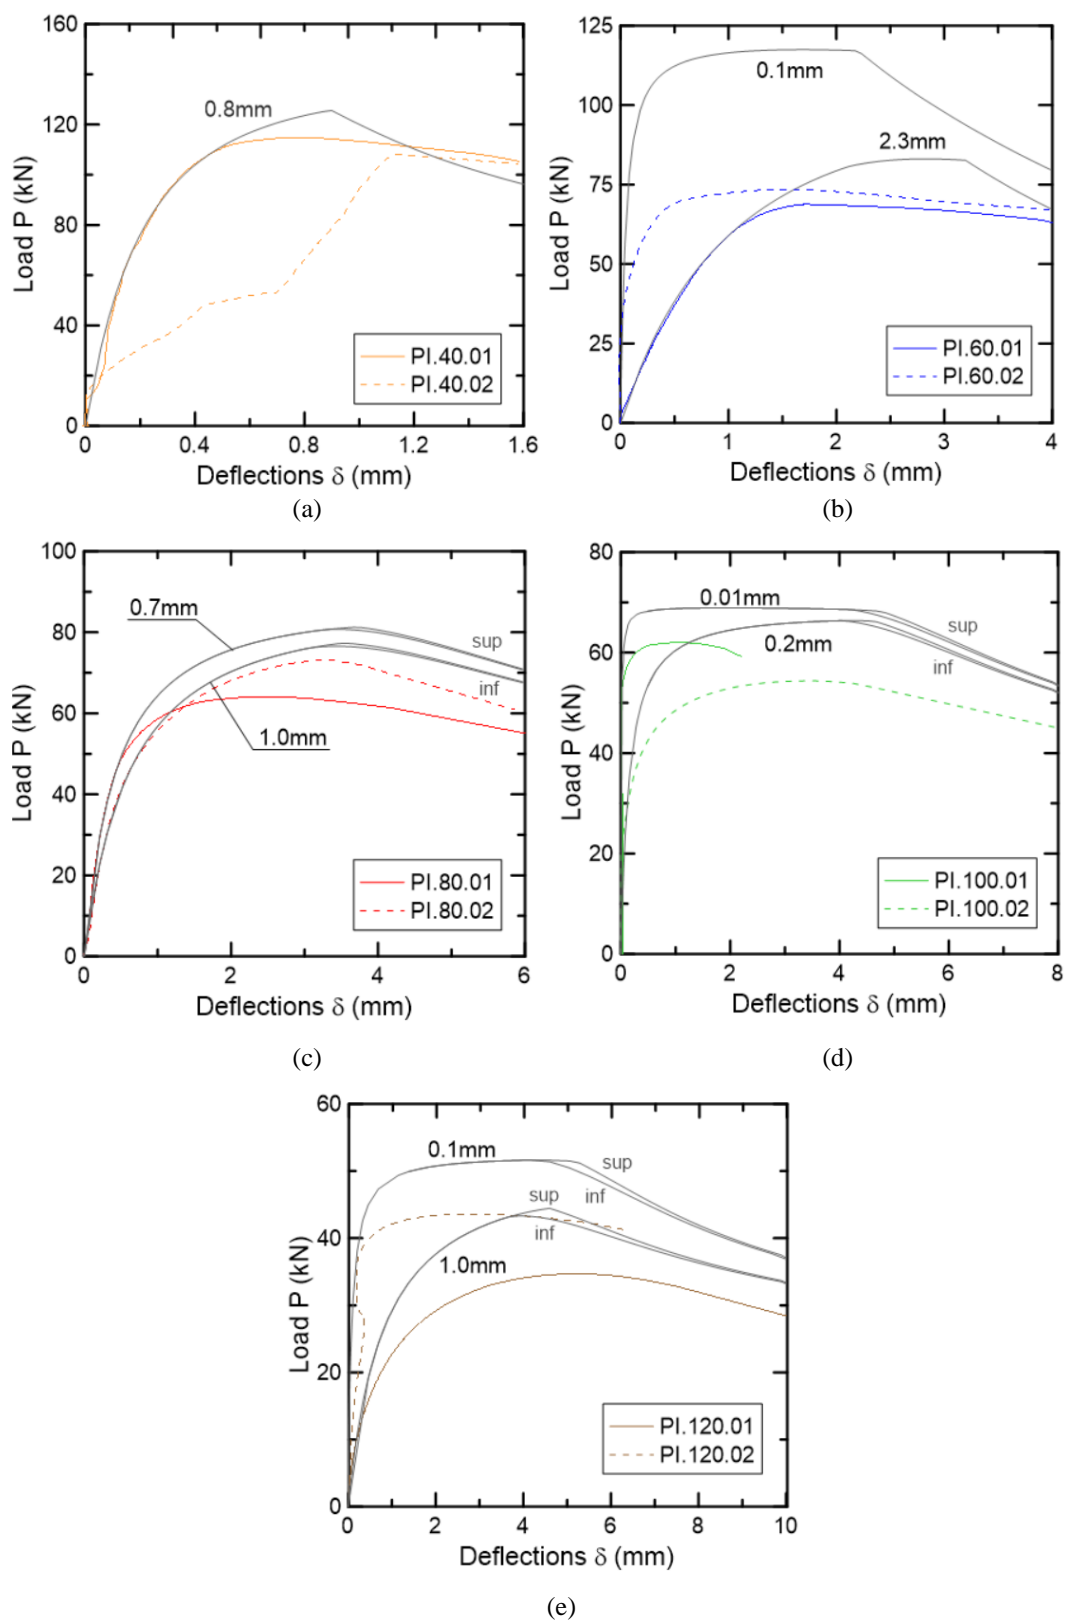 160
120
80
40
0
Load P (kN)
0.8mm
PI.40.01
PI.40.02
0 0.4 0.8 1.2 1.6
Deflections δ (mm)
(a)
125
100
75
50
25
0
Load P (kN)
0.1mm
2.3mm
PI.60.01
PI.60.02
0 1 2 3 4
Deflections δ (mm)
(b)
100
80
60
40
20
0
Load P (kN)
0.7mm
sup
inf
1.0mm
PI.80.01
PI.80.02
0 2 4 6
Deflections δ (mm)
(c)
80
60
40
20
0
Load P (kN)
0.01mm
0.2mm
sup
inf
PI.100.01
PI.100.02
0 2 4 6 8
Deflections δ (mm)
(d)
60
40
20
0
Load P (kN)
0.1mm
sup
sup
inf
inf
1.0mm
PI.120.01
PI.120.02
0 2 4 6 8 10
Deflections δ (mm)
(e)